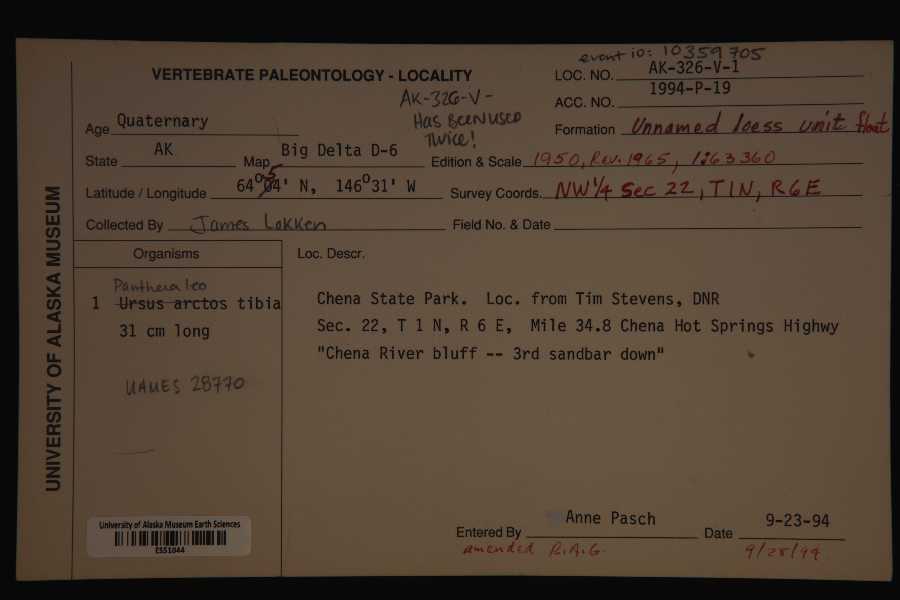 event ID: 10359705
VERTEBRATE PALEONTOLOGY - LOCALITY
LOC. NO. AK-326-V-1
AK-326-V-
Has BeenUsed
Twice!
ACC. NO. 1994-P-19
Age Quaternary
Formation Unnamed loess unit float
State AK Map Big Delta D-6 Edition & Scale 1950, Rev. 1965, 1:63360
Latitude / Longitude 64°54' N, 146°31' W Survey Coords. NW¼ Sec 22, T1N, R6E
Collected By James Lokken Field No. & Date
Organisms
Loc. Descr.
Panthera leo
1 Ursus arctos tibia
31 cm long
Chena State Park. Loc. from Tim Stevens, DNR
Sec. 22, T 1 N, R 6 E, Mile 34.8 Chena Hot Springs Highwy
"Chena River bluff -- 3rd sandbar down"
UAMES 28770
UNIVERSITY OF ALASKA MUSEUM
University of Alaska Museum Earth Sciences
ES51044
Entered By Anne Pasch Date 9-23-94
amended R.A.G. 9/28/94